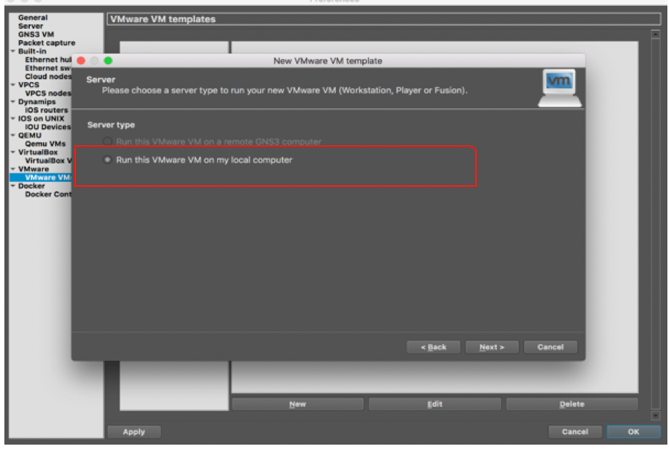 Preferences
General
Server
GNS3 VM
Packet capture
Built-in
Ethernet hub
Ethernet sw
Cloud nodes
VPCS
VPCS nodes
Dynamips
IOS routers
IOS on UNIX
IOU Devices
QEMU
Qemu VMs
VirtualBox
VirtualBox V
VMware
VMware VM
Docker
Docker Cont
VMware VM templates
New VMware VM template
Server
Please choose a server type to run your new VMware VM (Workstation, Player or Fusion).
vm
Server type
Run this VMware VM on a remote GNS3 computer
Run this VMware VM on my local computer
< Back Next > Cancel
New Edit Delete
Apply Cancel OK